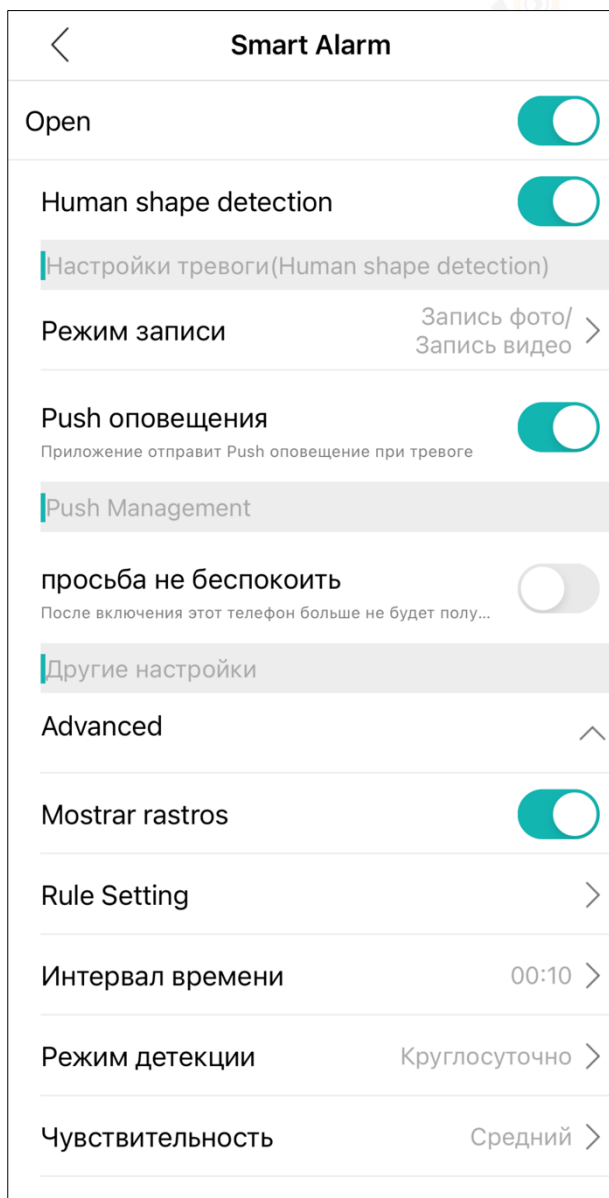 Smart Alarm
Open
Human shape detection
Настройки тревоги(Human shape detection)
Режим записи
Запись фото/
Запись видео
Push оповещения
Приложение отправит Push оповещение при тревоге
Push Management
просьба не беспокоить
После включения этот телефон больше не будет полу...
Другие настройки
Advanced
Mostrar rastros
Rule Setting
Интервал времени 00:10
Режим детекции Круглосуточно
Чувствительность Средний